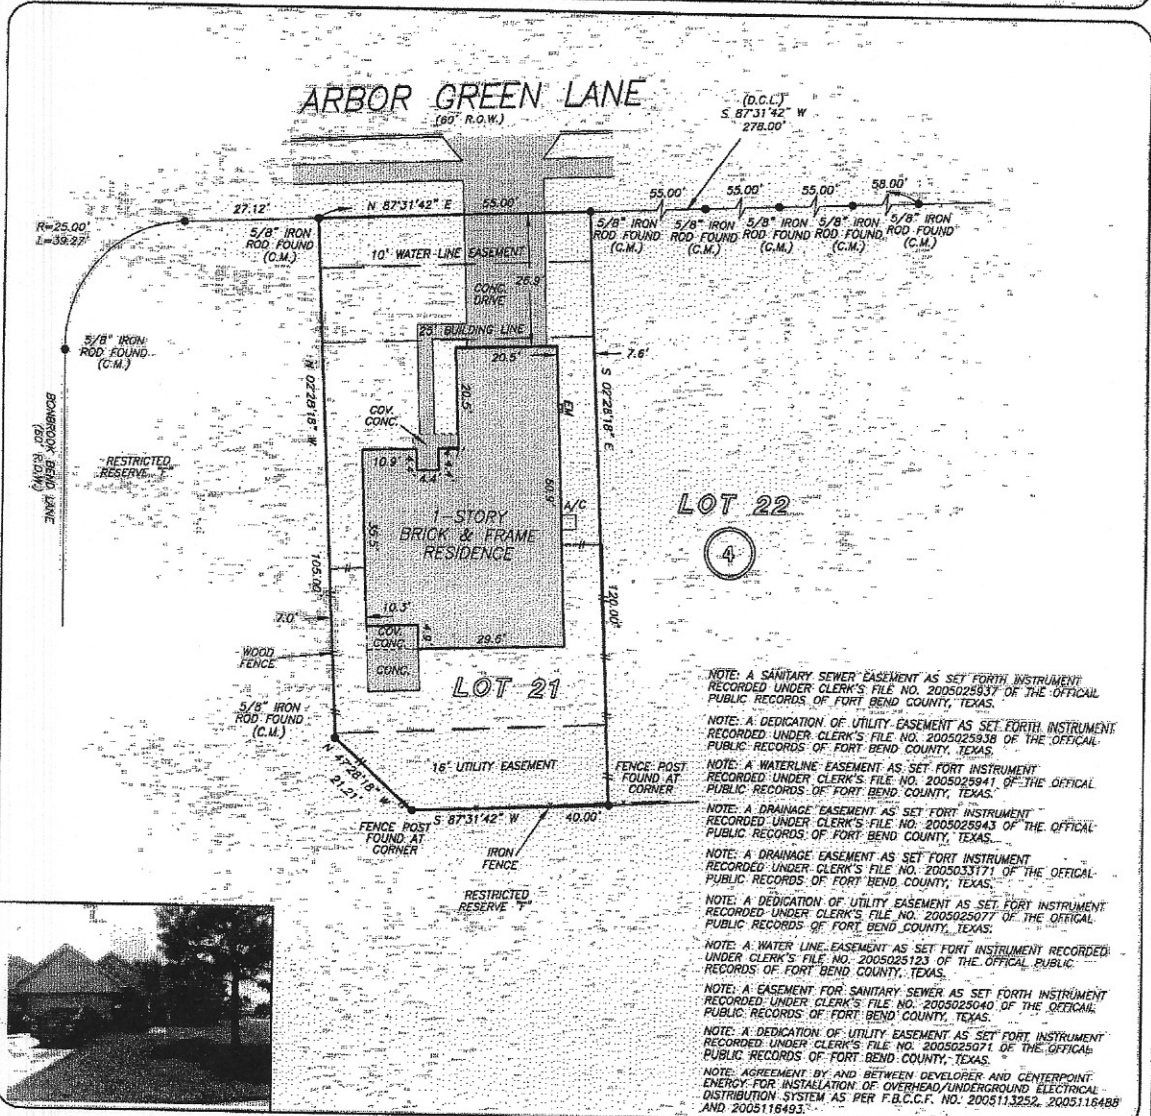 ARBOR GREEN LANE
(60' R.O.W.)
(D.C.L.)
S 87°31'42" W
278.00'
R=25.00'
L=39.27'
27.12'
N 87°31'42" E
55.00'
55.00'
55.00'
55.00'
58.00'
5/8" IRON
ROD FOUND
(C.M.)
5/8" IRON
ROD FOUND
(C.M.)
5/8" IRON
ROD FOUND
(C.M.)
5/8" IRON
ROD FOUND
(C.M.)
5/8" IRON
ROD FOUND
(C.M.)
5/8" IRON
ROD FOUND
(C.M.)
10' WATER LINE EASEMENT
CONC.
DRIVE
26.9'
25' BUILDING LINE
20.5'
7.6'
5/8" IRON
ROD FOUND
(C.M.)
N 02°28'18" W
S 02°28'18" E
20.5'
EM
COV.
CONC.
BONBROOK BEND LANE
(60' R.O.W.)
RESTRICTED
RESERVE "F"
10.9'
4.4'
4.4'
4.4'
60.9'
A/C
LOT 22
4
1-STORY
BRICK & FRAME
RESIDENCE
35.5'
105.00'
120.00'
7.0'
10.3'
COV.
CONC.
4.9'
29.6'
CONC.
WOOD
FENCE
LOT 21
5/8" IRON
ROD FOUND
(C.M.)
N 47°28'18" W
21.21'
16' UTILITY EASEMENT
FENCE POST
FOUND AT
CORNER
S 87°31'42" W
40.00'
FENCE POST
FOUND AT
CORNER
IRON
FENCE
RESTRICTED
RESERVE
NOTE: A SANITARY SEWER EASEMENT AS SET FORTH INSTRUMENT
RECORDED UNDER CLERK'S FILE NO. 2005025937 OF THE OFFICAL
PUBLIC RECORDS OF FORT BEND COUNTY, TEXAS.
NOTE: A DEDICATION OF UTILITY EASEMENT AS SET FORTH INSTRUMENT
RECORDED UNDER CLERK'S FILE NO. 2005025938 OF THE OFFICAL
PUBLIC RECORDS OF FORT BEND COUNTY, TEXAS.
NOTE: A WATERLINE EASEMENT AS SET FORT INSTRUMENT
RECORDED UNDER CLERK'S FILE NO. 2005025941 OF THE OFFICAL
PUBLIC RECORDS OF FORT BEND COUNTY, TEXAS.
NOTE: A DRAINAGE EASEMENT AS SET FORT INSTRUMENT
RECORDED UNDER CLERK'S FILE NO. 2005025943 OF THE OFFICAL
PUBLIC RECORDS OF FORT BEND COUNTY, TEXAS.
NOTE: A DRAINAGE EASEMENT AS SET FORT INSTRUMENT
RECORDED UNDER CLERK'S FILE NO. 2005033171 OF THE OFFICAL
PUBLIC RECORDS OF FORT BEND COUNTY, TEXAS.
NOTE: A DEDICATION OF UTILITY EASEMENT AS SET FORT INSTRUMENT
RECORDED UNDER CLERK'S FILE NO. 2005025077 OF THE OFFICAL
PUBLIC RECORDS OF FORT BEND COUNTY, TEXAS.
NOTE: A WATER LINE EASEMENT AS SET FORT INSTRUMENT RECORDED
UNDER CLERK'S FILE NO. 2005025123 OF THE OFFICAL PUBLIC
RECORDS OF FORT BEND COUNTY, TEXAS.
NOTE: A EASEMENT FOR SANITARY SEWER AS SET FORTH INSTRUMENT
RECORDED UNDER CLERK'S FILE NO. 2005025040 OF THE OFFICAL
PUBLIC RECORDS OF FORT BEND COUNTY, TEXAS.
NOTE: A DEDICATION OF UTILITY EASEMENT AS SET FORT INSTRUMENT
RECORDED UNDER CLERK'S FILE NO. 2005025071 OF THE OFFICAL
PUBLIC RECORDS OF FORT BEND COUNTY, TEXAS.
NOTE: AGREEMENT BY AND BETWEEN DEVELOPER AND CENTERPOINT
ENERGY FOR INSTALLATION OF OVERHEAD/UNDERGROUND ELECTRICAL
DISTRIBUTION SYSTEM AS PER F.B.C.C.F. NO. 2005113252, 2005116488
AND 2005116493.